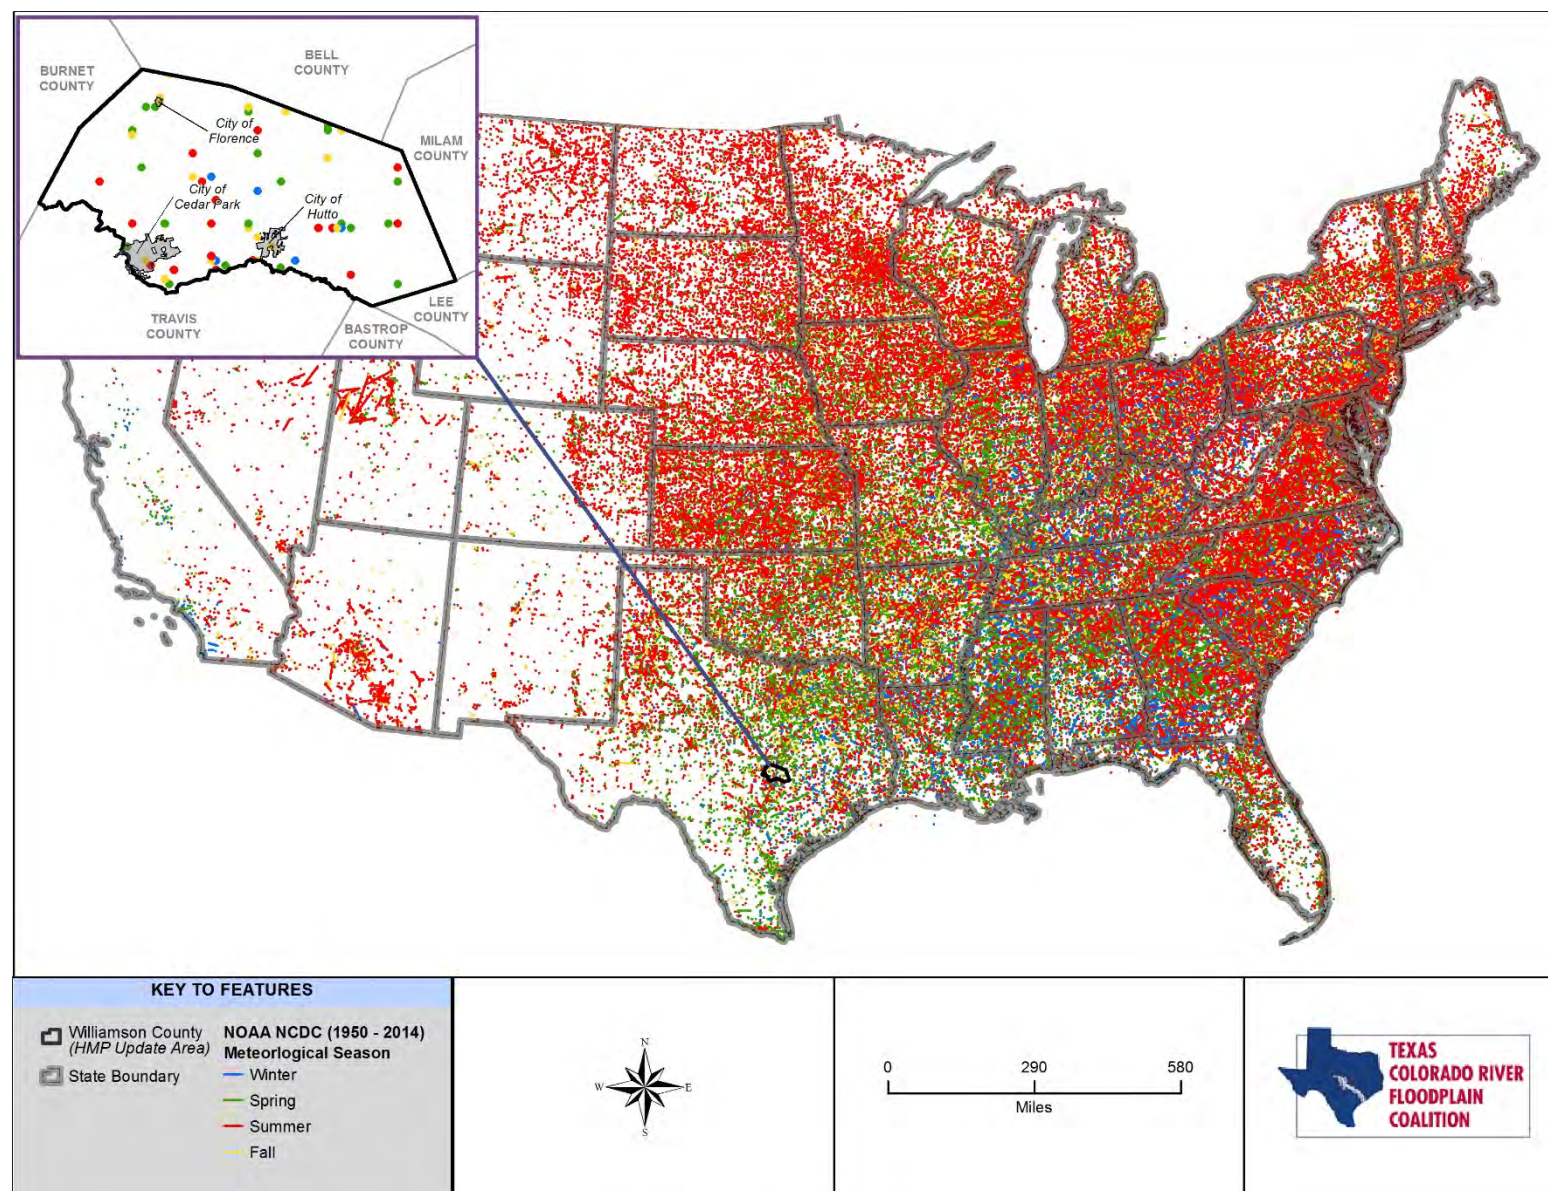 BURNET
COUNTY
BELL
COUNTY
City of
Florence
MILAM
COUNTY
City of
Cedar Park
City of
Hutto
LEE
COUNTY
TRAVIS
COUNTY
BASTROP
COUNTY
KEY TO FEATURES
Williamson County
(HMP Update Area)
State Boundary
NOAA NCDC (1950 - 2014)
Meteorlogical Season
Winter
Spring
Summer
Fall
N
W
E
S
0 290 580
Miles
TEXAS
COLORADO RIVER
FLOODPLAIN
COALITION